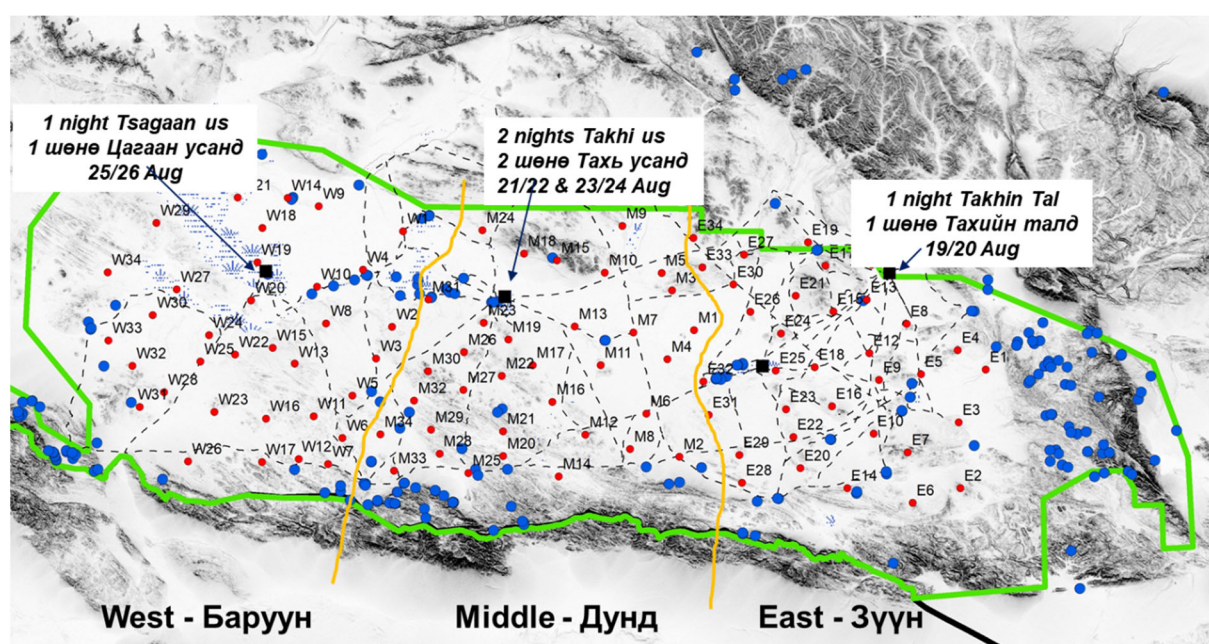 1 night Tsagaan us
1 шөнө Цагаан усанд
25/26 Aug
2 nights Takhi us
2 шөнө Тахь усанд
21/22 & 23/24 Aug
1 night Takhin Tal
1 шөнө Тахийн талд
19/20 Aug
21
W14
W9
W29
W18
W1
M24
M9
E34
E19
W19
M18
M15
E33
E27
W34
W27
W20
W10
W4
M10
M5
M3
E30
E21
E13
W30
M31
E26
E15
W33
W24
W8
W2
M23
M19
M13
M7
M1
E24
E8
W32
W25
W22
W15
W13
W3
M30
M26
M22
M17
M11
M4
E32
E25
E18
E12
E5
E4
E1
W31
W28
W23
W16
W11
W5
M32
M27
M16
M6
E31
E23
E16
E9
W6
M34
M29
M21
M12
E22
E10
E3
W26
W17
W12
W7
M33
M28
M25
M20
M14
M8
M2
E29
E28
E20
E14
E7
E6
E2
West - Баруун
Middle - Дунд
East - Зүүн